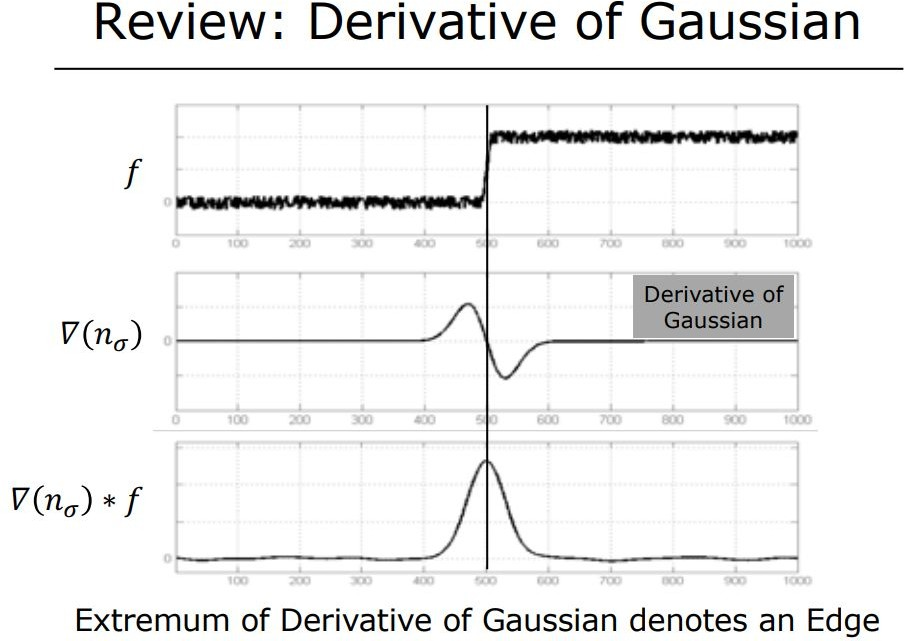 Review: Derivative of Gaussian
f
0
0 100 200 300 400 500 600 700 800 900 1000
∇(nσ)
0
Derivative of
Gaussian
0 100 200 300 400 500 600 700 800 900 1000
∇(nσ) ∗ f
0
100 200 300 400 500 600 700 800 900 1000
Extremum of Derivative of Gaussian denotes an Edge